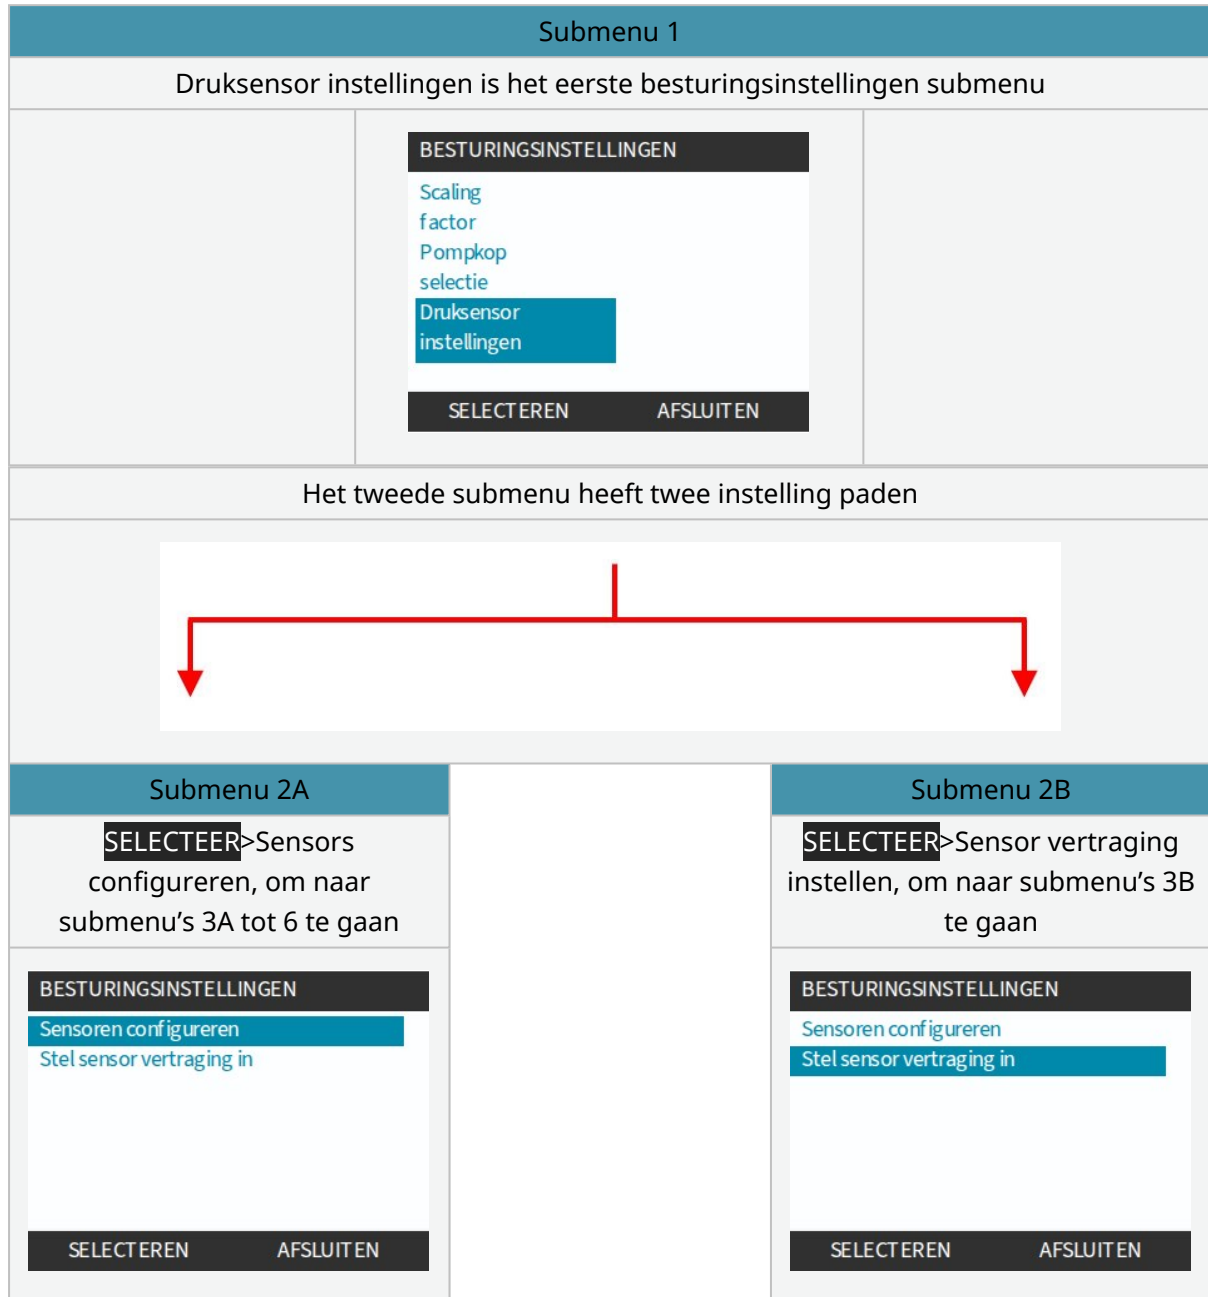 Submenu 1
Druksensor instellingen is het eerste besturingsinstellingen submenu
BESTURINGSINSTELLINGEN
Scaling
factor
Pompkop
selectie
Druksensor
instellingen
SELECTEREN AFSLUITEN
Het tweede submenu heeft twee instelling paden
Submenu 2A
SELECTEER>Sensors
configureren, om naar
submenu’s 3A tot 6 te gaan
BESTURINGSINSTELLINGEN
Sensoren configureren
Stel sensor vertraging in
SELECTEREN AFSLUITEN
Submenu 2B
SELECTEER>Sensor vertraging
instellen, om naar submenu’s 3B
te gaan
BESTURINGSINSTELLINGEN
Sensoren configureren
Stel sensor vertraging in
SELECTEREN AFSLUITEN